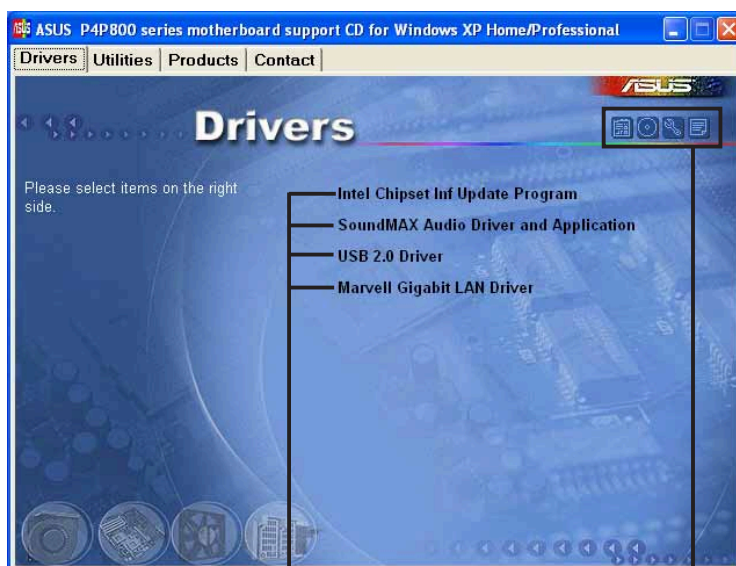 ASUS P4P800 series motherboard support CD for Windows XP Home/Professional
Drivers Utilities Products Contact
ASUS
Drivers
Please select items on the right
side.
Intel Chipset Inf Update Program
SoundMAX Audio Driver and Application
USB 2.0 Driver
Marvell Gigabit LAN Driver